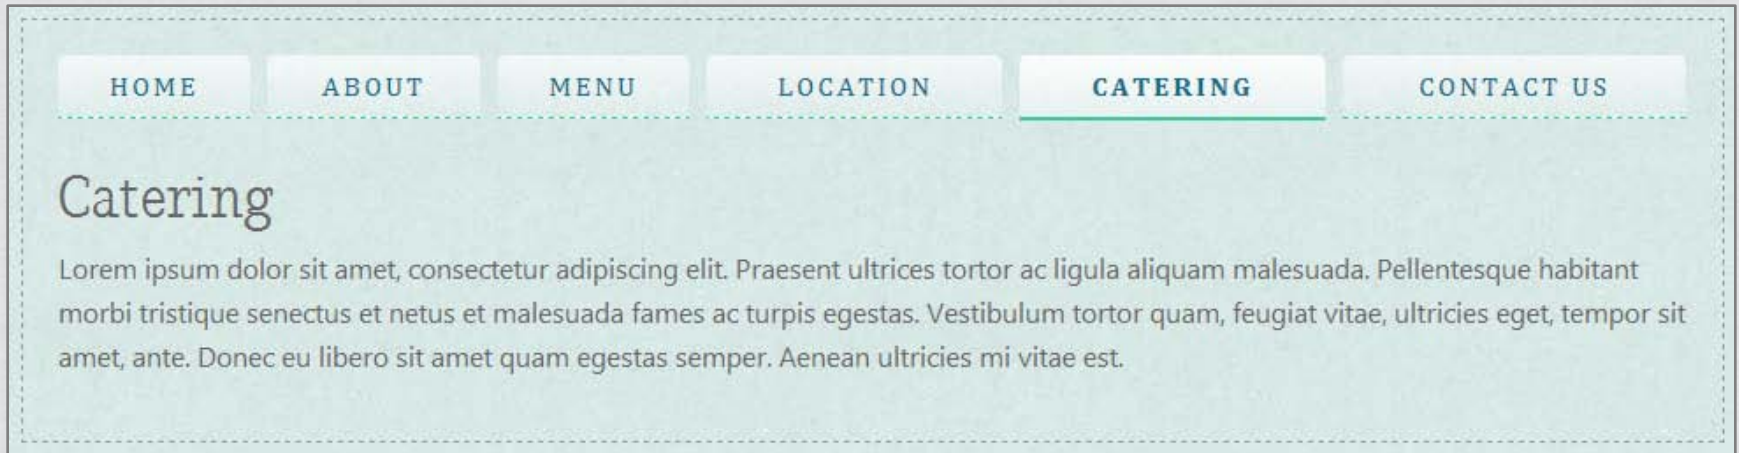 HOME ABOUT MENU LOCATION CATERING CONTACT US
Catering
Lorem ipsum dolor sit amet, consectetur adipiscing elit. Praesent ultrices tortor ac ligula aliquam malesuada. Pellentesque habitant
morbi tristique senectus et netus et malesuada fames ac turpis egestas. Vestibulum tortor quam, feugiat vitae, ultricies eget, tempor sit
amet, ante. Donec eu libero sit amet quam egestas semper. Aenean ultricies mi vitae est.